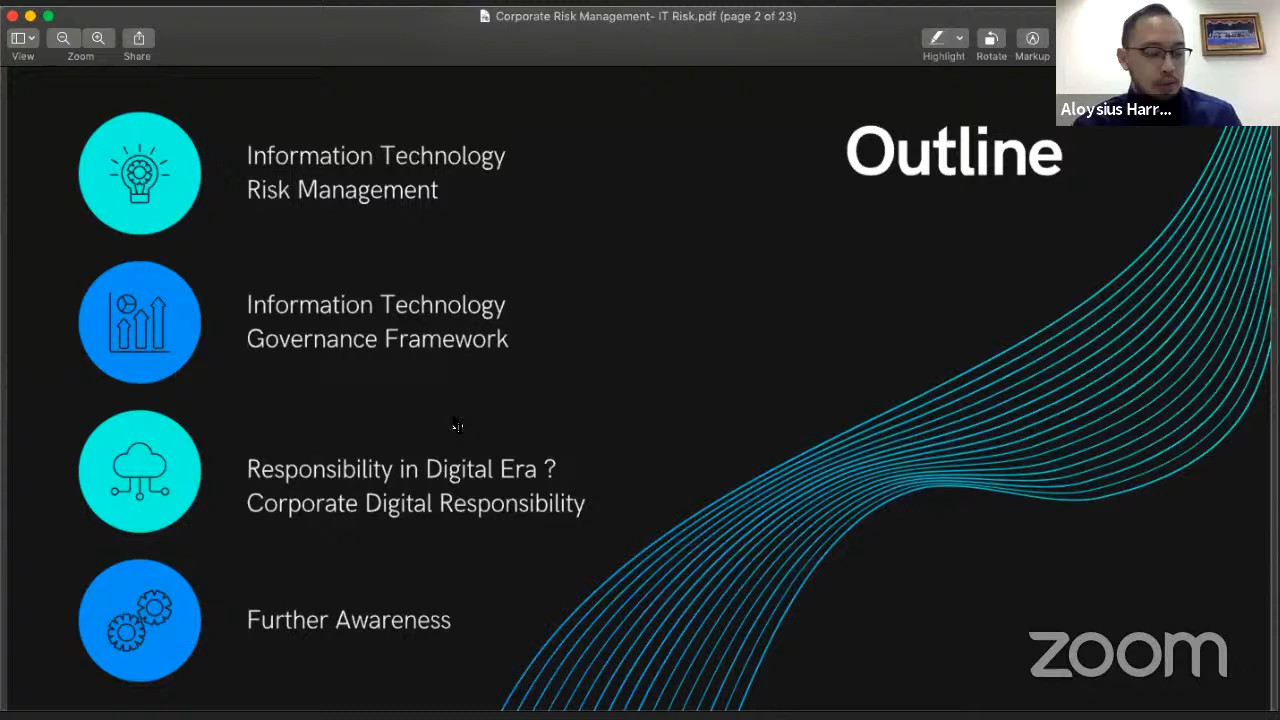 Corporate Risk Management- IT Risk.pdf (page 2 of 23)
View
Zoom
Share
Highlight
Rotate
Markup
Aloysius Harr...
Outline
Information Technology
Risk Management
Information Technology
Governance Framework
Responsibility in Digital Era ?
Corporate Digital Responsibility
Further Awareness
zoom